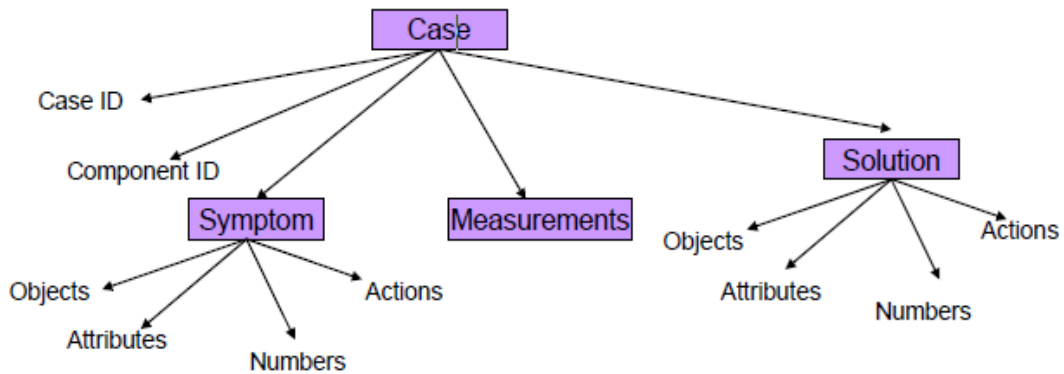 Case
Case ID
Component ID
Solution
Symptom
Measurements
Objects
Attributes
Numbers
Actions
Objects
Attributes
Numbers
Actions